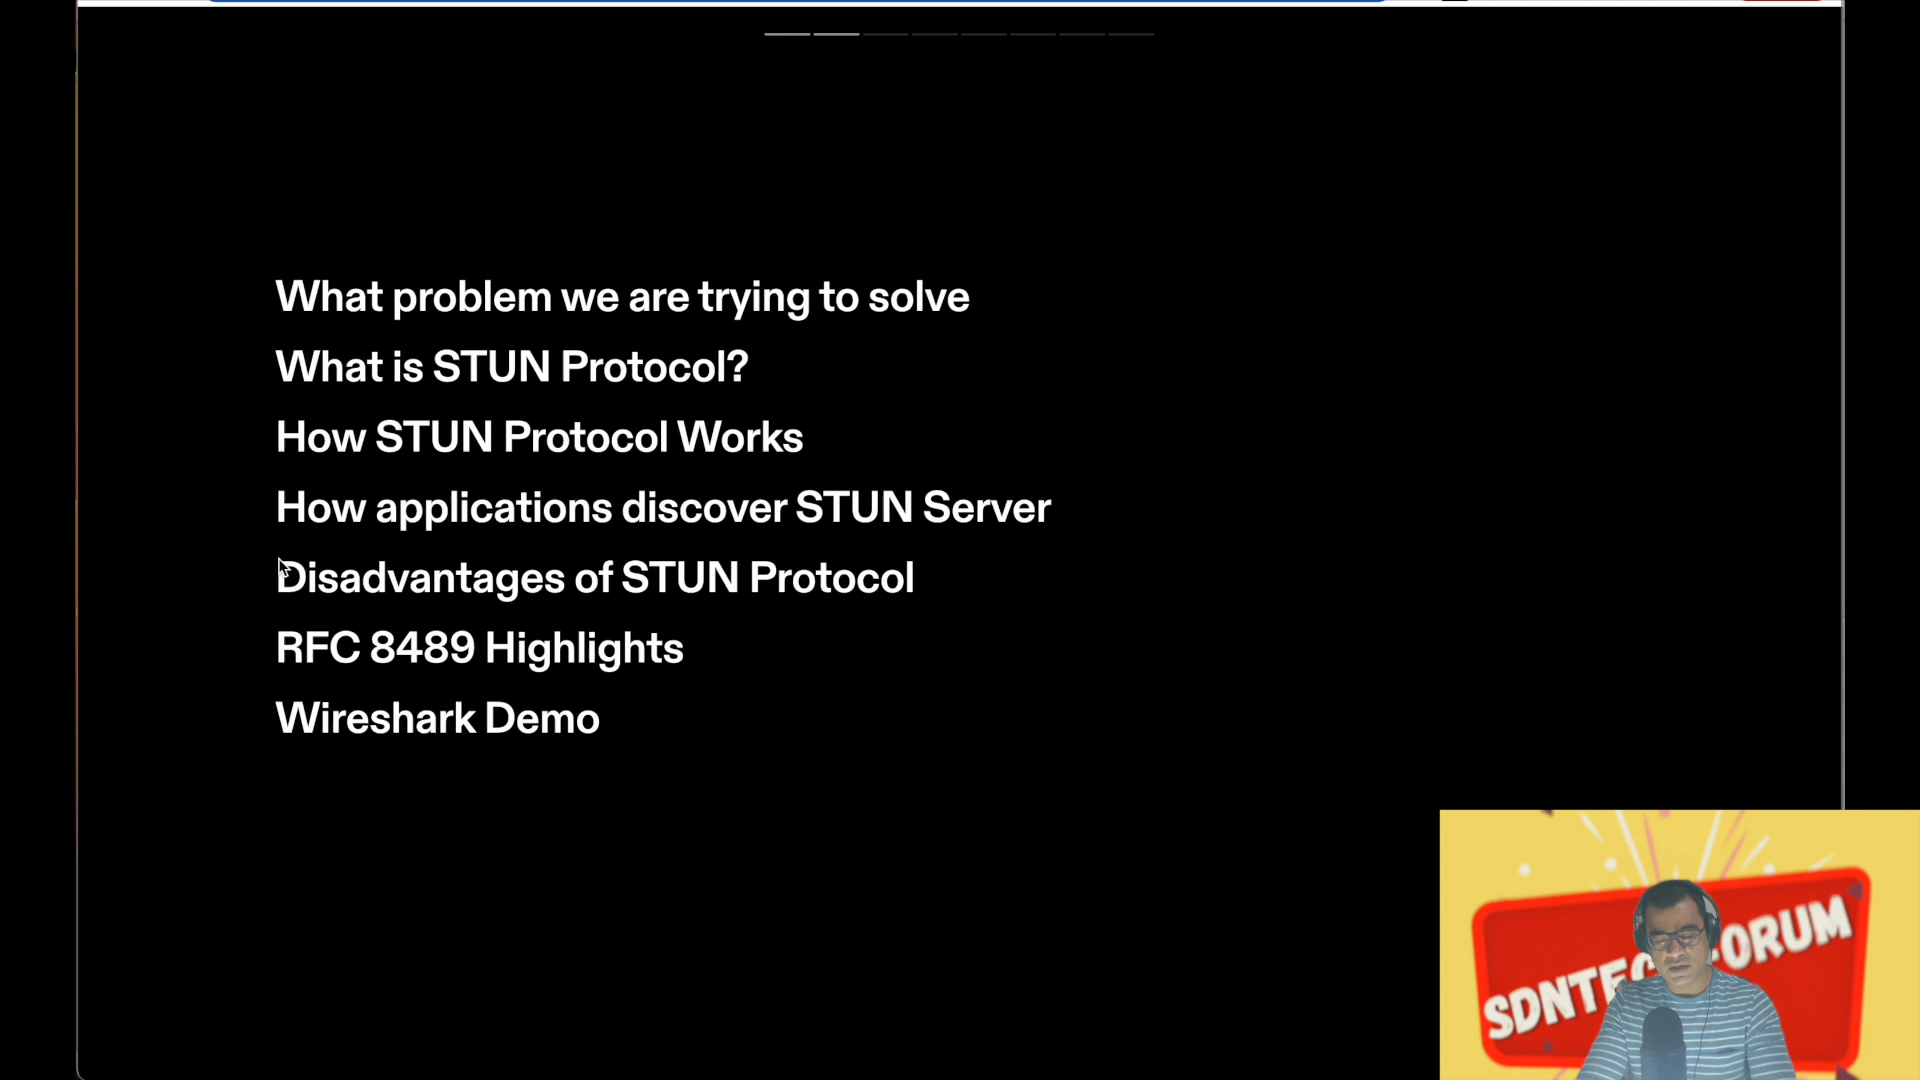 What problem we are trying to solve
What is STUN Protocol?
How STUN Protocol Works
How applications discover STUN Server
Disadvantages of STUN Protocol
RFC 8489 Highlights
Wireshark Demo